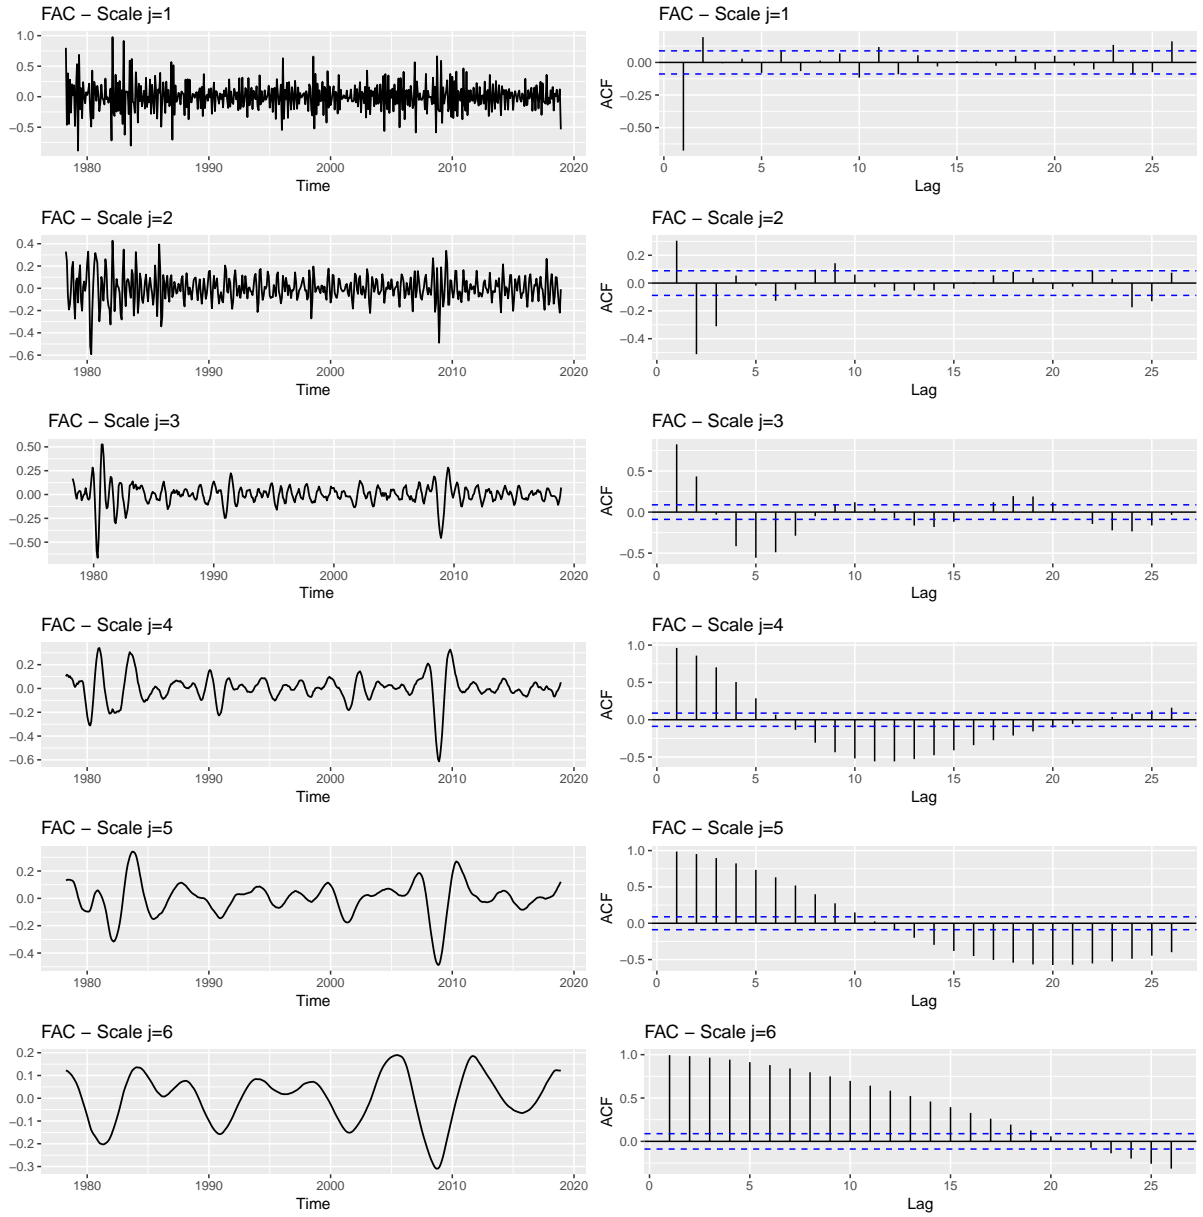 FAC − Scale j=1
1.0
0.5
0.0
−0.5
1980 1990 2000 2010 2020
Time
FAC − Scale j=1
ACF
0.00
−0.25
−0.50
0 5 10 15 20 25
Lag
FAC − Scale j=2
0.4
0.2
0.0
−0.2
−0.4
−0.6
1980 1990 2000 2010 2020
Time
FAC − Scale j=2
ACF
0.2
0.0
−0.2
−0.4
0 5 10 15 20 25
Lag
FAC − Scale j=3
0.50
0.25
0.00
−0.25
−0.50
1980 1990 2000 2010 2020
Time
FAC − Scale j=3
ACF
0.5
0.0
−0.5
0 5 10 15 20 25
Lag
FAC − Scale j=4
0.2
0.0
−0.2
−0.4
−0.6
1980 1990 2000 2010 2020
Time
FAC − Scale j=4
ACF
1.0
0.5
0.0
−0.5
0 5 10 15 20 25
Lag
FAC − Scale j=5
0.2
0.0
−0.2
−0.4
1980 1990 2000 2010 2020
Time
FAC − Scale j=5
ACF
1.0
0.5
0.0
−0.5
0 5 10 15 20 25
Lag
FAC − Scale j=6
0.2
0.1
0.0
−0.1
−0.2
−0.3
1980 1990 2000 2010 2020
Time
FAC − Scale j=6
ACF
1.0
0.5
0.0
0 5 10 15 20 25
Lag